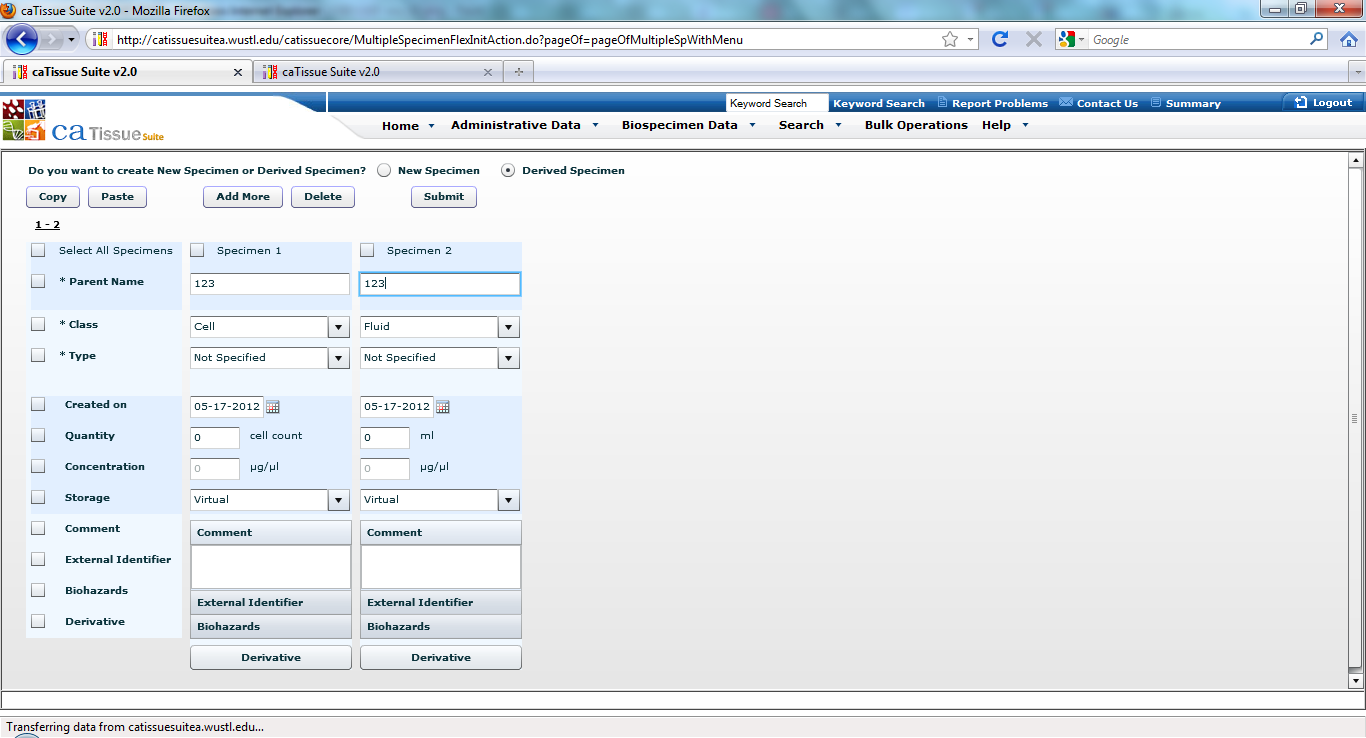 caTissue Suite v2.0 - Mozilla Firefox
http://catissuesuitea.wustl.edu/catissuecore/MultipleSpecimenFlexInitAction.do?pageOf=pageOfMultipleSpWithMenu
Google
caTissue Suite v2.0
caTissue Suite v2.0
Keyword Search Keyword Search Report Problems Contact Us Summary Logout
ca Tissue Suite
Home Administrative Data Biospecimen Data Search Bulk Operations Help
Do you want to create New Specimen or Derived Specimen? New Specimen Derived Specimen
Copy Paste Add More Delete Submit
1 - 2
Select All Specimens Specimen 1 Specimen 2
* Parent Name 123 123
* Class Cell Fluid
* Type Not Specified Not Specified
Created on 05-17-2012 05-17-2012
Quantity 0 cell count 0 ml
Concentration 0 µg/µl 0 µg/µl
Storage Virtual Virtual
Comment Comment Comment
External Identifier
Biohazards External Identifier External Identifier
Derivative Biohazards Biohazards
Derivative Derivative
Transferring data from catissuesuitea.wustl.edu...